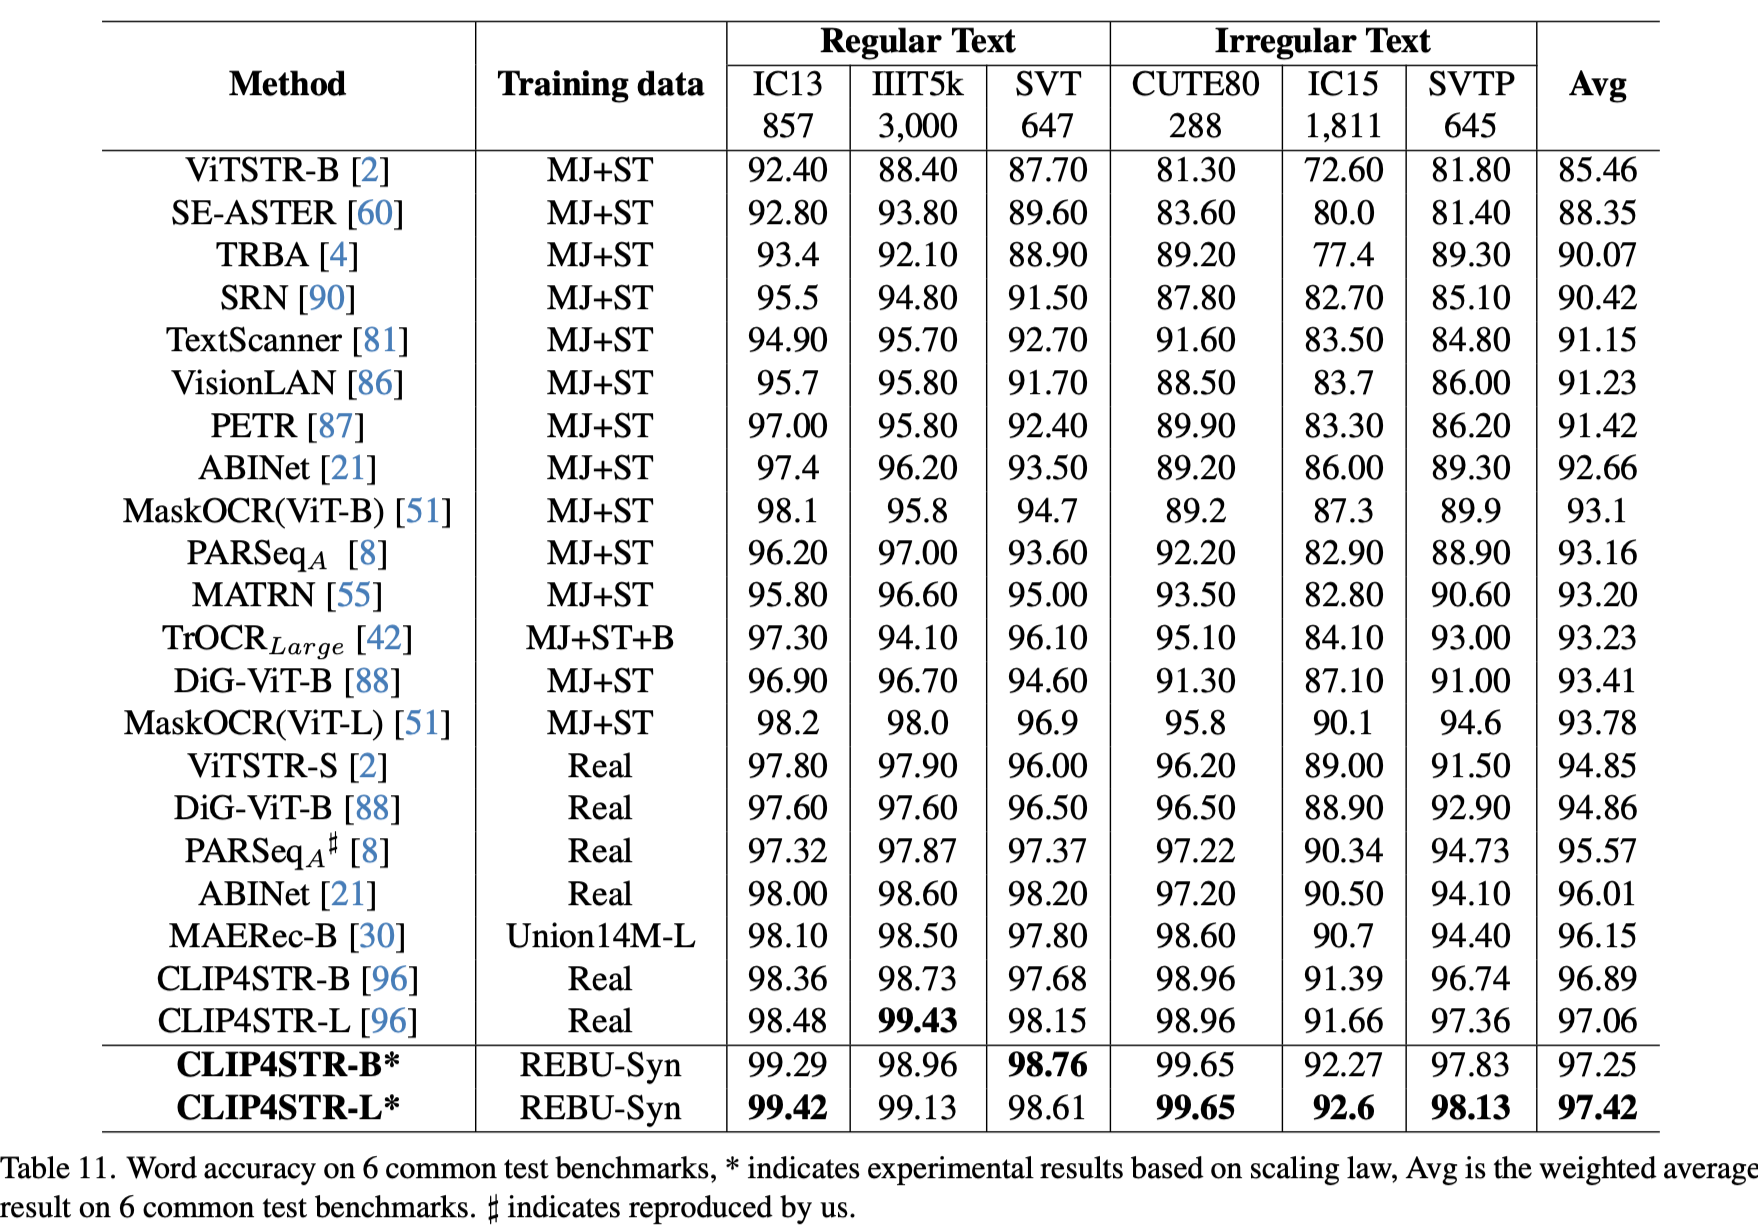 Method Training data Regular Text Irregular Text Avg
IC13 IIIT5k SVT CUTE80 IC15 SVTP
857 3,000 647 288 1,811 645
ViTSTR-B [2] MJ+ST 92.40 88.40 87.70 81.30 72.60 81.80 85.46
SE-ASTER [60] MJ+ST 92.80 93.80 89.60 83.60 80.0 81.40 88.35
TRBA [4] MJ+ST 93.4 92.10 88.90 89.20 77.4 89.30 90.07
SRN [90] MJ+ST 95.5 94.80 91.50 87.80 82.70 85.10 90.42
TextScanner [81] MJ+ST 94.90 95.70 92.70 91.60 83.50 84.80 91.15
VisionLAN [86] MJ+ST 95.7 95.80 91.70 88.50 83.7 86.00 91.23
PETR [87] MJ+ST 97.00 95.80 92.40 89.90 83.30 86.20 91.42
ABINet [21] MJ+ST 97.4 96.20 93.50 89.20 86.00 89.30 92.66
MaskOCR(ViT-B) [51] MJ+ST 98.1 95.8 94.7 89.2 87.3 89.9 93.1
PARSeqA [8] MJ+ST 96.20 97.00 93.60 92.20 82.90 88.90 93.16
MATRN [55] MJ+ST 95.80 96.60 95.00 93.50 82.80 90.60 93.20
TrOCRLarge [42] MJ+ST+B 97.30 94.10 96.10 95.10 84.10 93.00 93.23
DiG-ViT-B [88] MJ+ST 96.90 96.70 94.60 91.30 87.10 91.00 93.41
MaskOCR(ViT-L) [51] MJ+ST 98.2 98.0 96.9 95.8 90.1 94.6 93.78
ViTSTR-S [2] Real 97.80 97.90 96.00 96.20 89.00 91.50 94.85
DiG-ViT-B [88] Real 97.60 97.60 96.50 96.50 88.90 92.90 94.86
PARSeqA♯ [8] Real 97.32 97.87 97.37 97.22 90.34 94.73 95.57
ABINet [21] Real 98.00 98.60 98.20 97.20 90.50 94.10 96.01
MAERec-B [30] Union14M-L 98.10 98.50 97.80 98.60 90.7 94.40 96.15
CLIP4STR-B [96] Real 98.36 98.73 97.68 98.96 91.39 96.74 96.89
CLIP4STR-L [96] Real 98.48 99.43 98.15 98.96 91.66 97.36 97.06
CLIP4STR-B* REBU-Syn 99.29 98.96 98.76 99.65 92.27 97.83 97.25
CLIP4STR-L* REBU-Syn 99.42 99.13 98.61 99.65 92.6 98.13 97.42
Table 11. Word accuracy on 6 common test benchmarks, * indicates experimental results based on scaling law, Avg is the weighted average
result on 6 common test benchmarks. ♯ indicates reproduced by us.